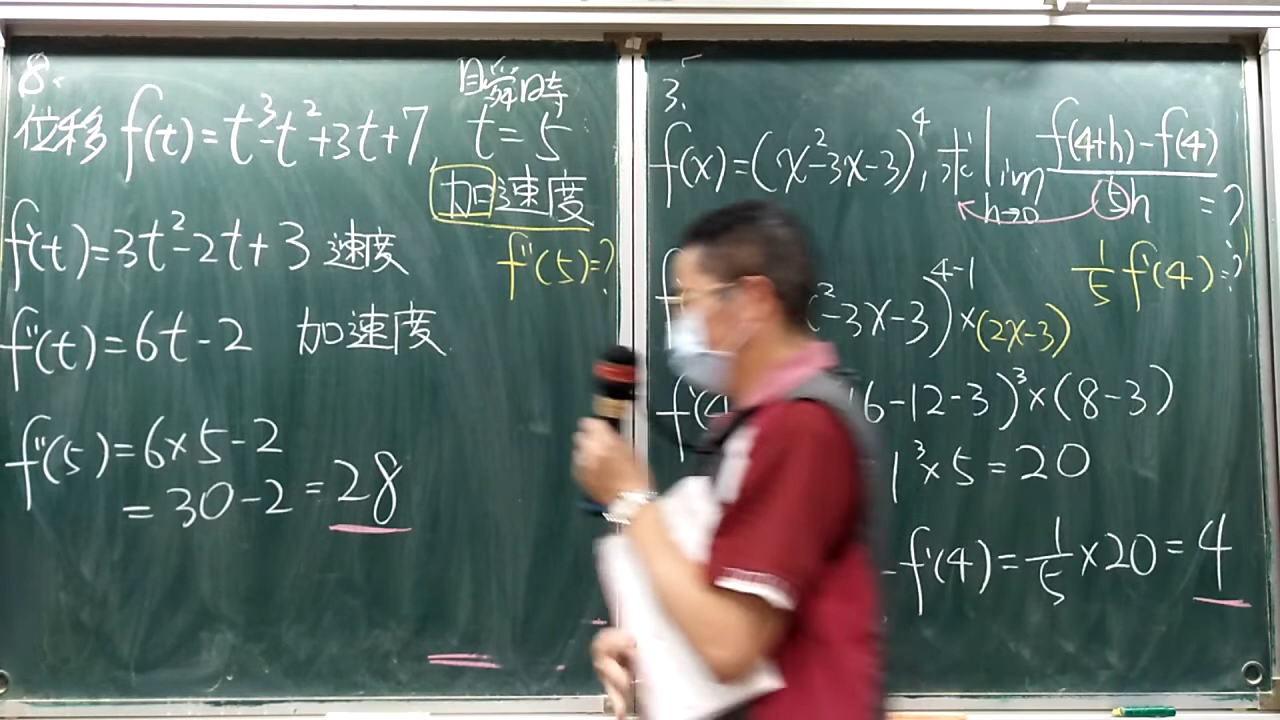 8.
位移 f(t)=t³-t²+3t+7, 瞬時 t=5
加速度
f''(5)=?
f'(t)=3t²-2t+3 速度
f''(t)=6t-2 加速度
f''(5)=6×5-2
=30-2=28
3.
f(x)=(x²-3x-3)⁴, 求 lim h→0 f(4+h)-f(4) / 5h =?
1/5 f'(4)=?
²-3x-3)⁴⁻¹×(2x-3)
6-12-3)³×(8-3)
1³×5=20
f'(4)=1/5×20=4